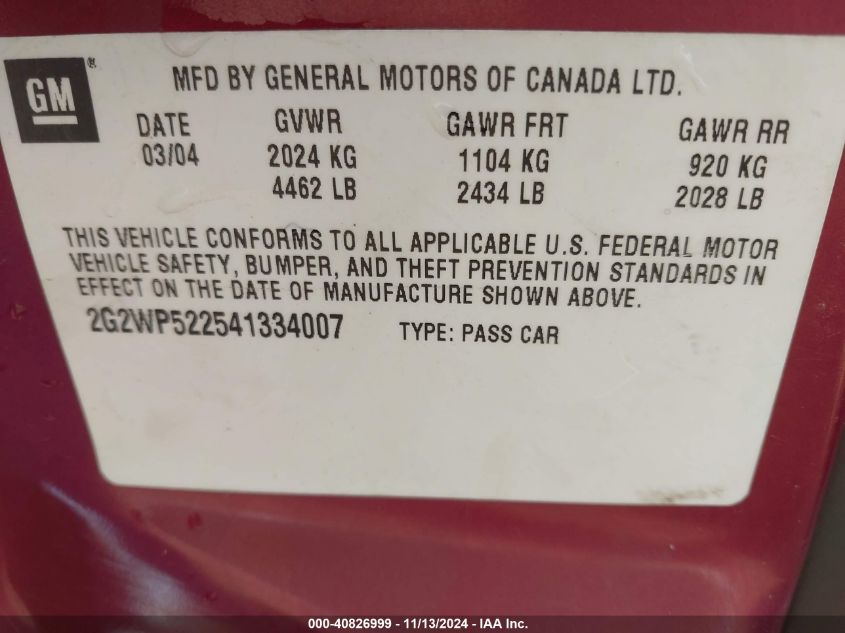 GM®
MFD BY GENERAL MOTORS OF CANADA LTD.
DATE GVWR GAWR FRT GAWR RR
03/04 2024 KG 1104 KG 920 KG
4462 LB 2434 LB 2028 LB
THIS VEHICLE CONFORMS TO ALL APPLICABLE U.S. FEDERAL MOTOR
VEHICLE SAFETY, BUMPER, AND THEFT PREVENTION STANDARDS IN
EFFECT ON THE DATE OF MANUFACTURE SHOWN ABOVE.
2G2WP522541334007 TYPE: PASS CAR
000-40826999 - 11/13/2024 - IAA Inc.